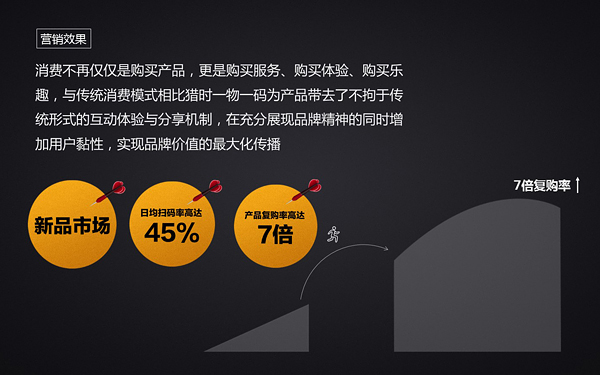 营销效果
消费不再仅仅是购买产品，更是购买服务、购买体验、购买乐
趣，与传统消费模式相比猎时一物一码为产品带去了不拘于传
统形式的互动体验与分享机制，在充分展现品牌精神的同时增
加用户黏性，实现品牌价值的最大化传播
新品市场
日均扫码率高达
45%
产品复购率高达
7倍
7倍复购率